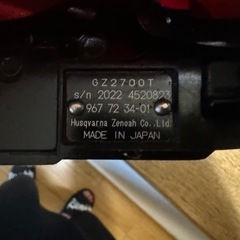 GZ2700T
s/n 2022 4520823
967 72 34-01
Husqvarna Zenoah Co., Ltd.
MADE IN JAPAN